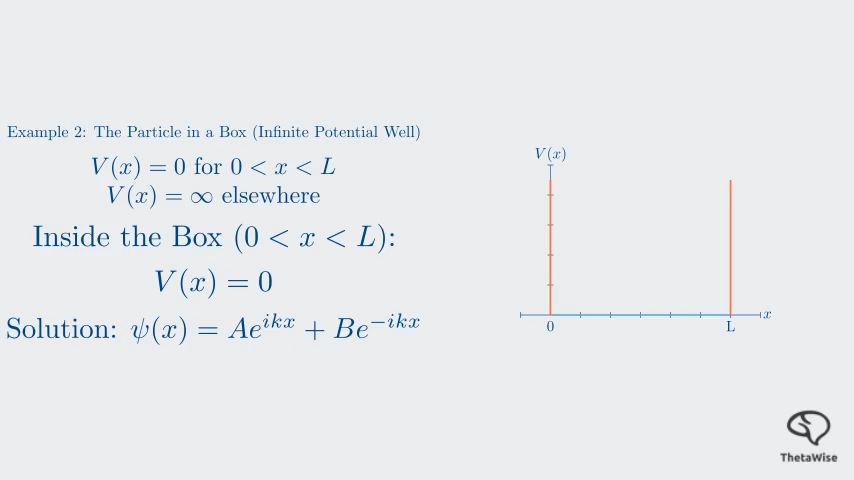 Example 2: The Particle in a Box (Infinite Potential Well)
V(x) = 0 for 0 < x < L
V(x) = ∞ elsewhere
Inside the Box (0 < x < L):
V(x) = 0
Solution: ψ(x) = Ae^{ikx} + Be^{-ikx}
V(x)
x
0
L
ThetaWise